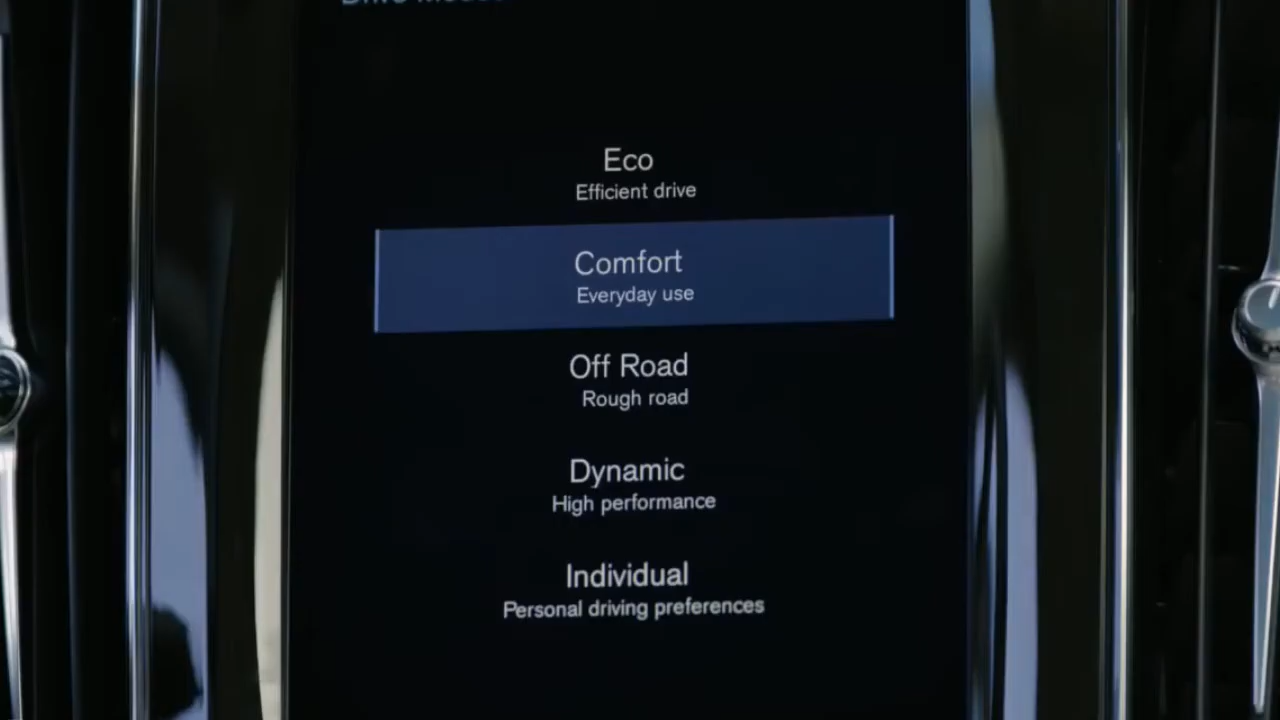 Eco
Efficient drive
Comfort
Everyday use
Off Road
Rough road
Dynamic
High performance
Individual
Personal driving preferences